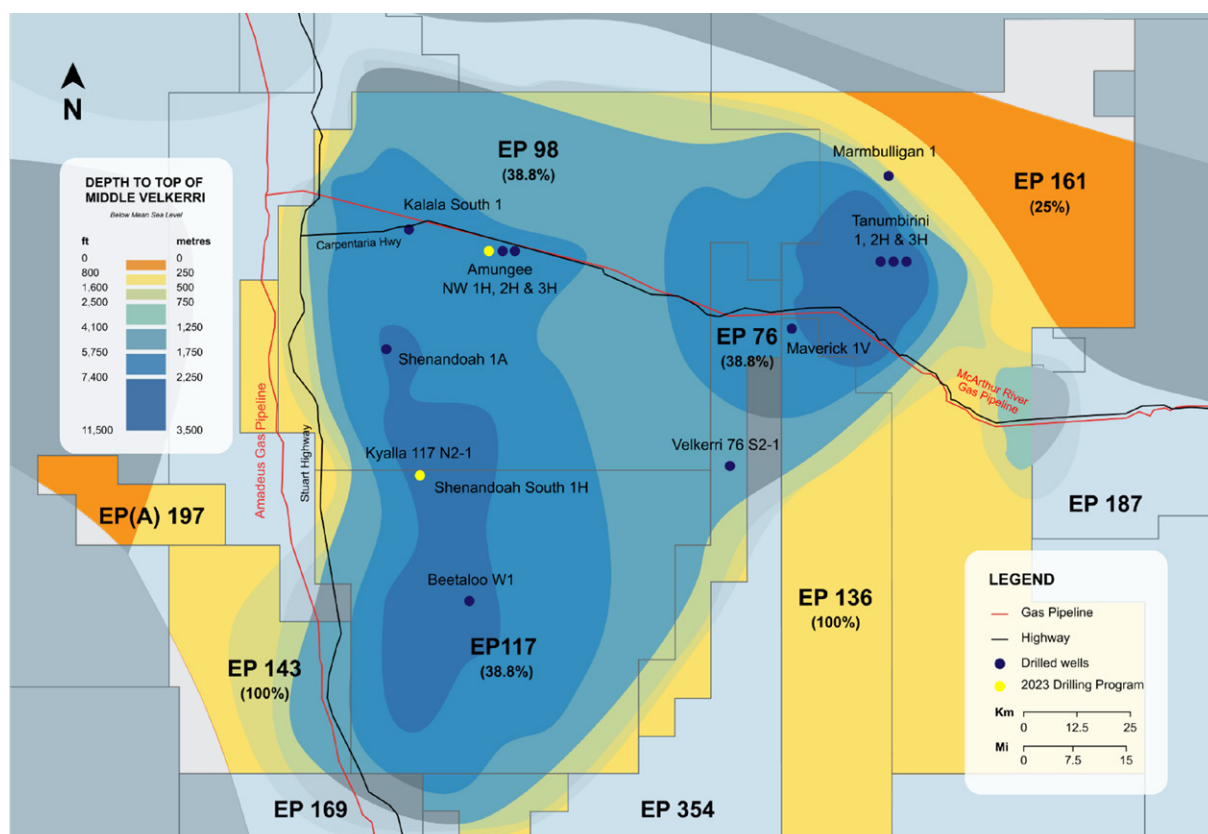 N
DEPTH TO TOP OF
MIDDLE VELKERRI
Below Mean Sea Level
ft metres
0 0
800 250
1.600 500
2.500 750
4,100 1,250
5,750 1,750
7.400 2,250
11,500 3,500
EP 98
(38.8%)
Kalala South 1
Carpentaria Hwy
Amungee
NW 1H, 2H & 3H
Marmbulligan 1
Tanumbirini
1, 2H & 3H
EP 161
(25%)
EP 76
(38.8%)
Maverick 1V
McArthur River
Gas Pipeline
Shenandoah 1A
Amadeus Gas Pipeline
Stuart Highway
Kyalla 117 N2-1
Shenandoah South 1H
Velkerri 76 S2-1
EP(A) 197
EP 187
Beetaloo W1
EP117
(38.8%)
EP 136
(100%)
EP 143
(100%)
EP 169
EP 354
LEGEND
Gas Pipeline
Highway
Drilled wells
2023 Drilling Program
Km
0 12.5 25
Mi
0 7.5 15